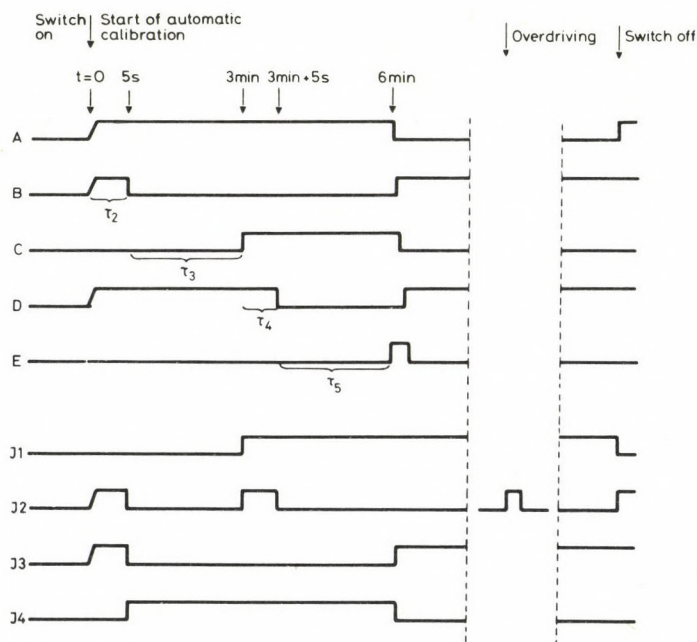 Switch on
Start of automatic calibration
Overdriving
Switch off
t=0 5s 3min 3min+5s 6min
A
B
τ2
C
τ3
D
τ4
E
τ5
J1
J2
J3
J4